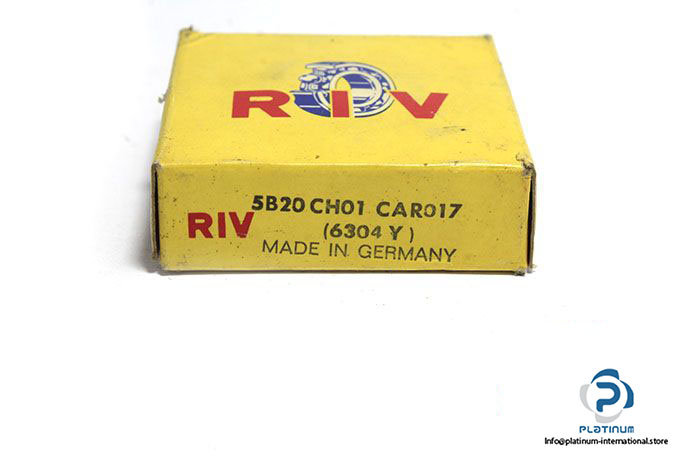 RIV
RIV
5B20 CH01 CAR017
(6304 Y)
MADE IN GERMANY
P
PLATINUM
Info@platinum-international.store